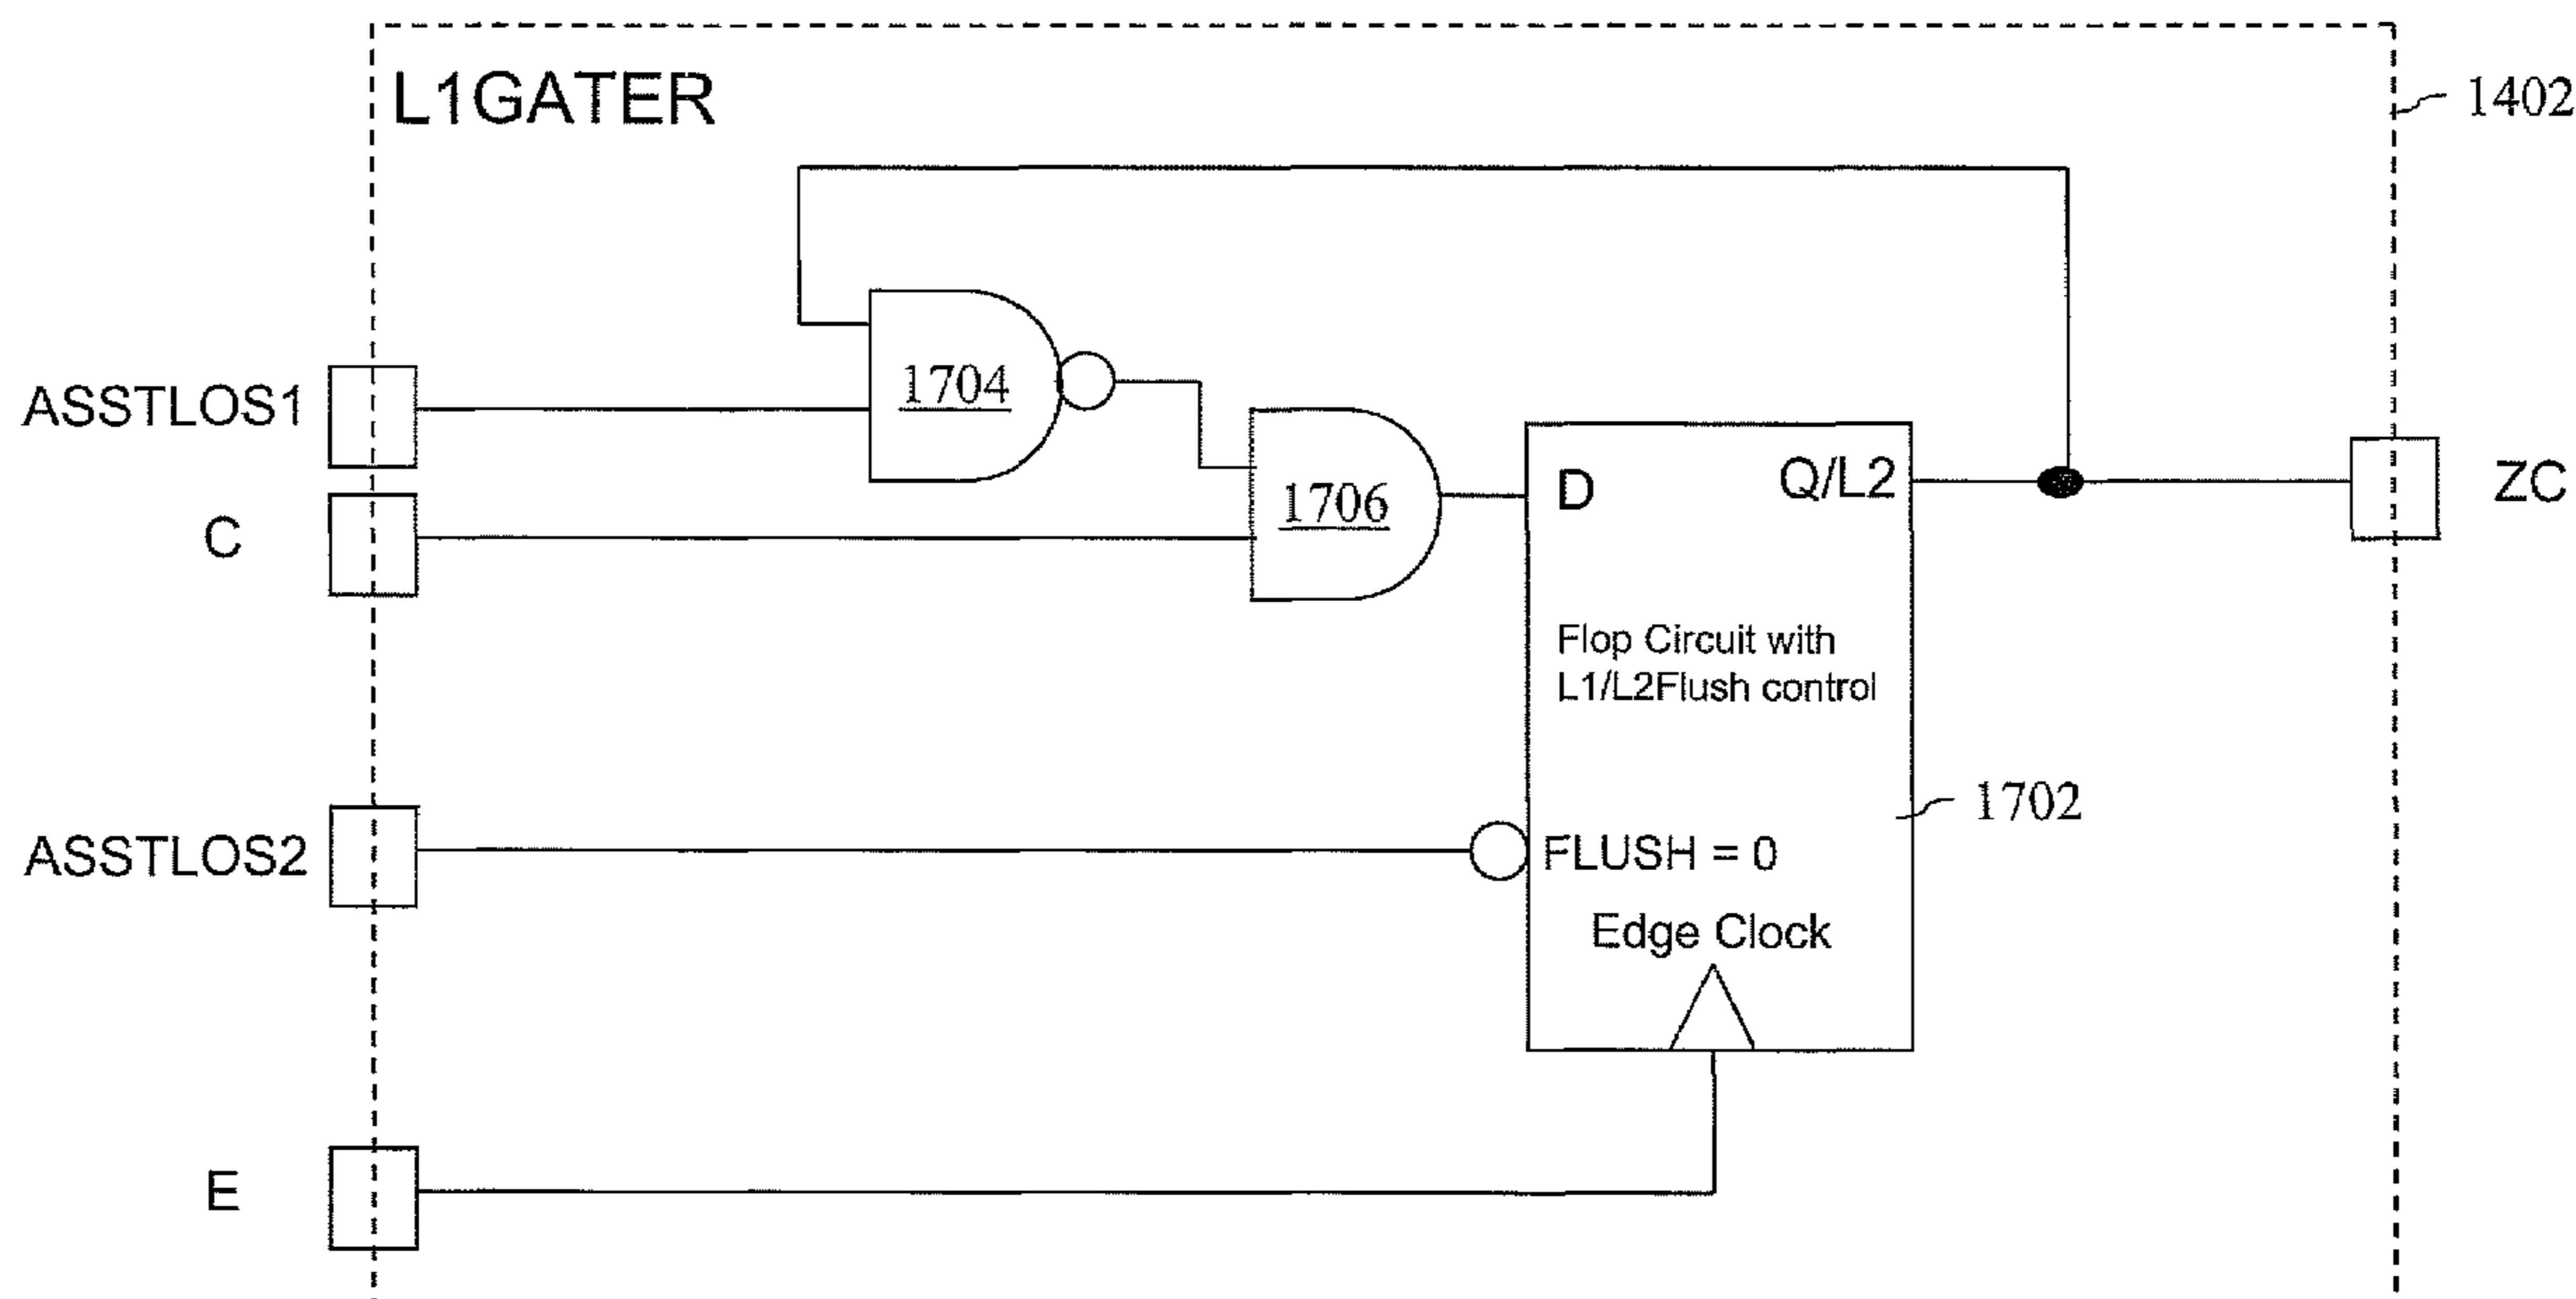 L1GATER
1402
ASSTLOS1
1704
C
1706
D
Q/L2
ZC
Flop Circuit with
L1/L2Flush control
1702
ASSTLOS2
FLUSH = 0
Edge Clock
E